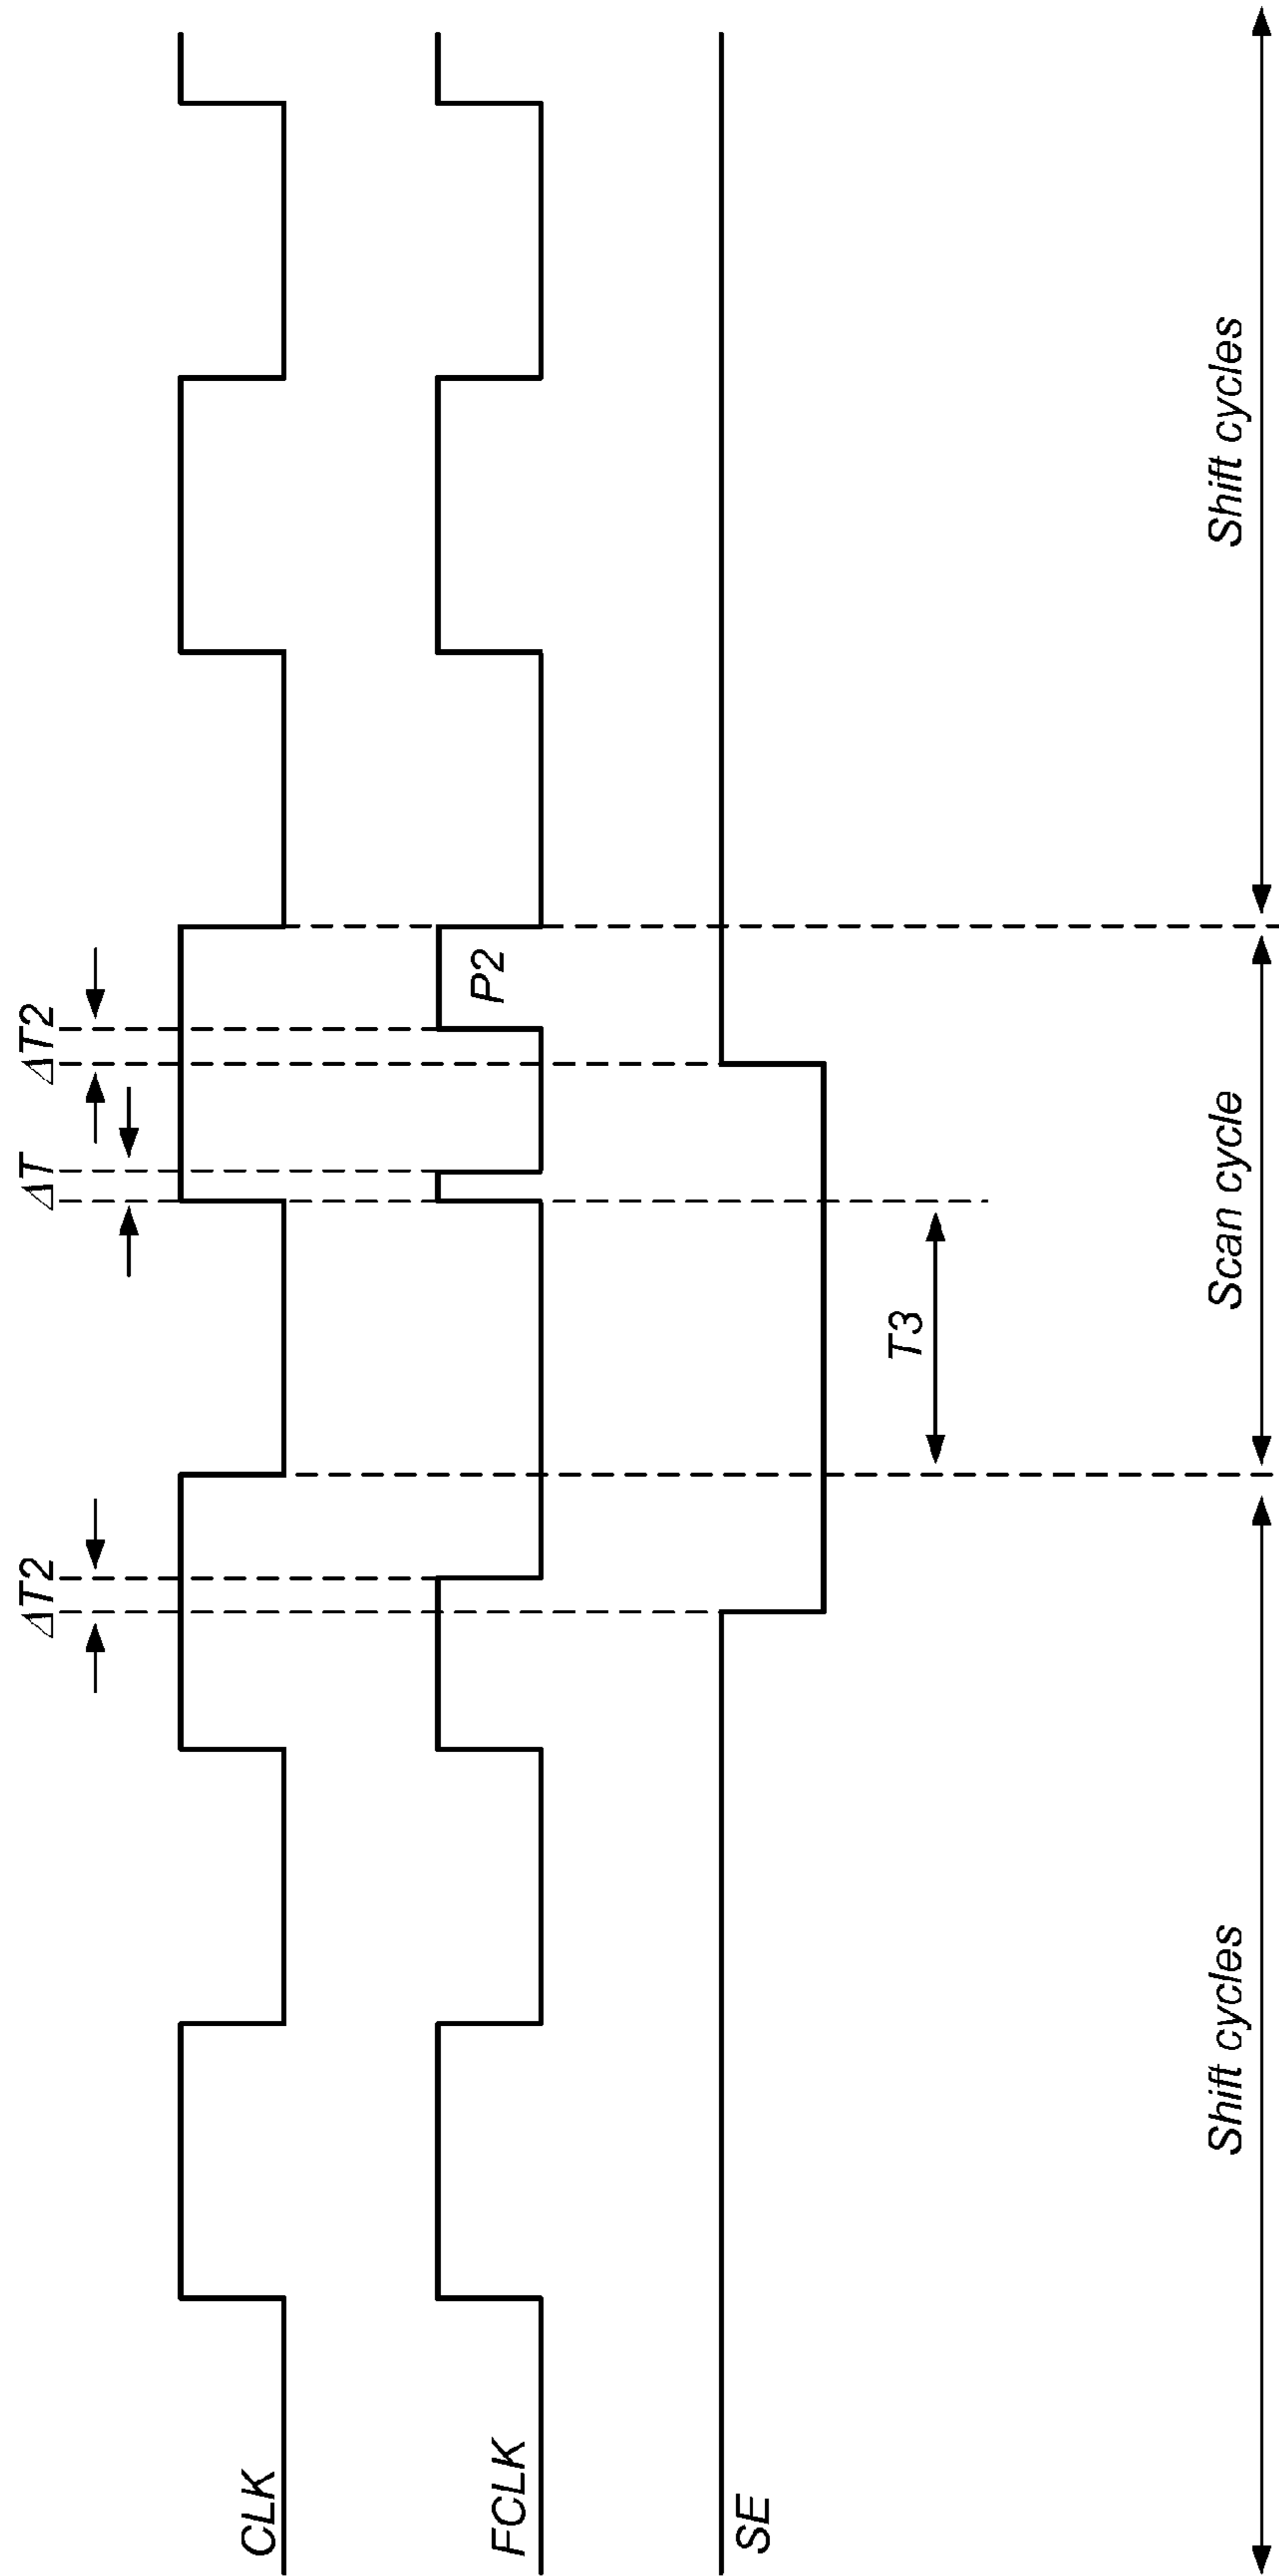 ΔT2
ΔT
ΔT2
CLK
FCLK
P2
SE
T3
Shift cycles
Scan cycle
Shift cycles